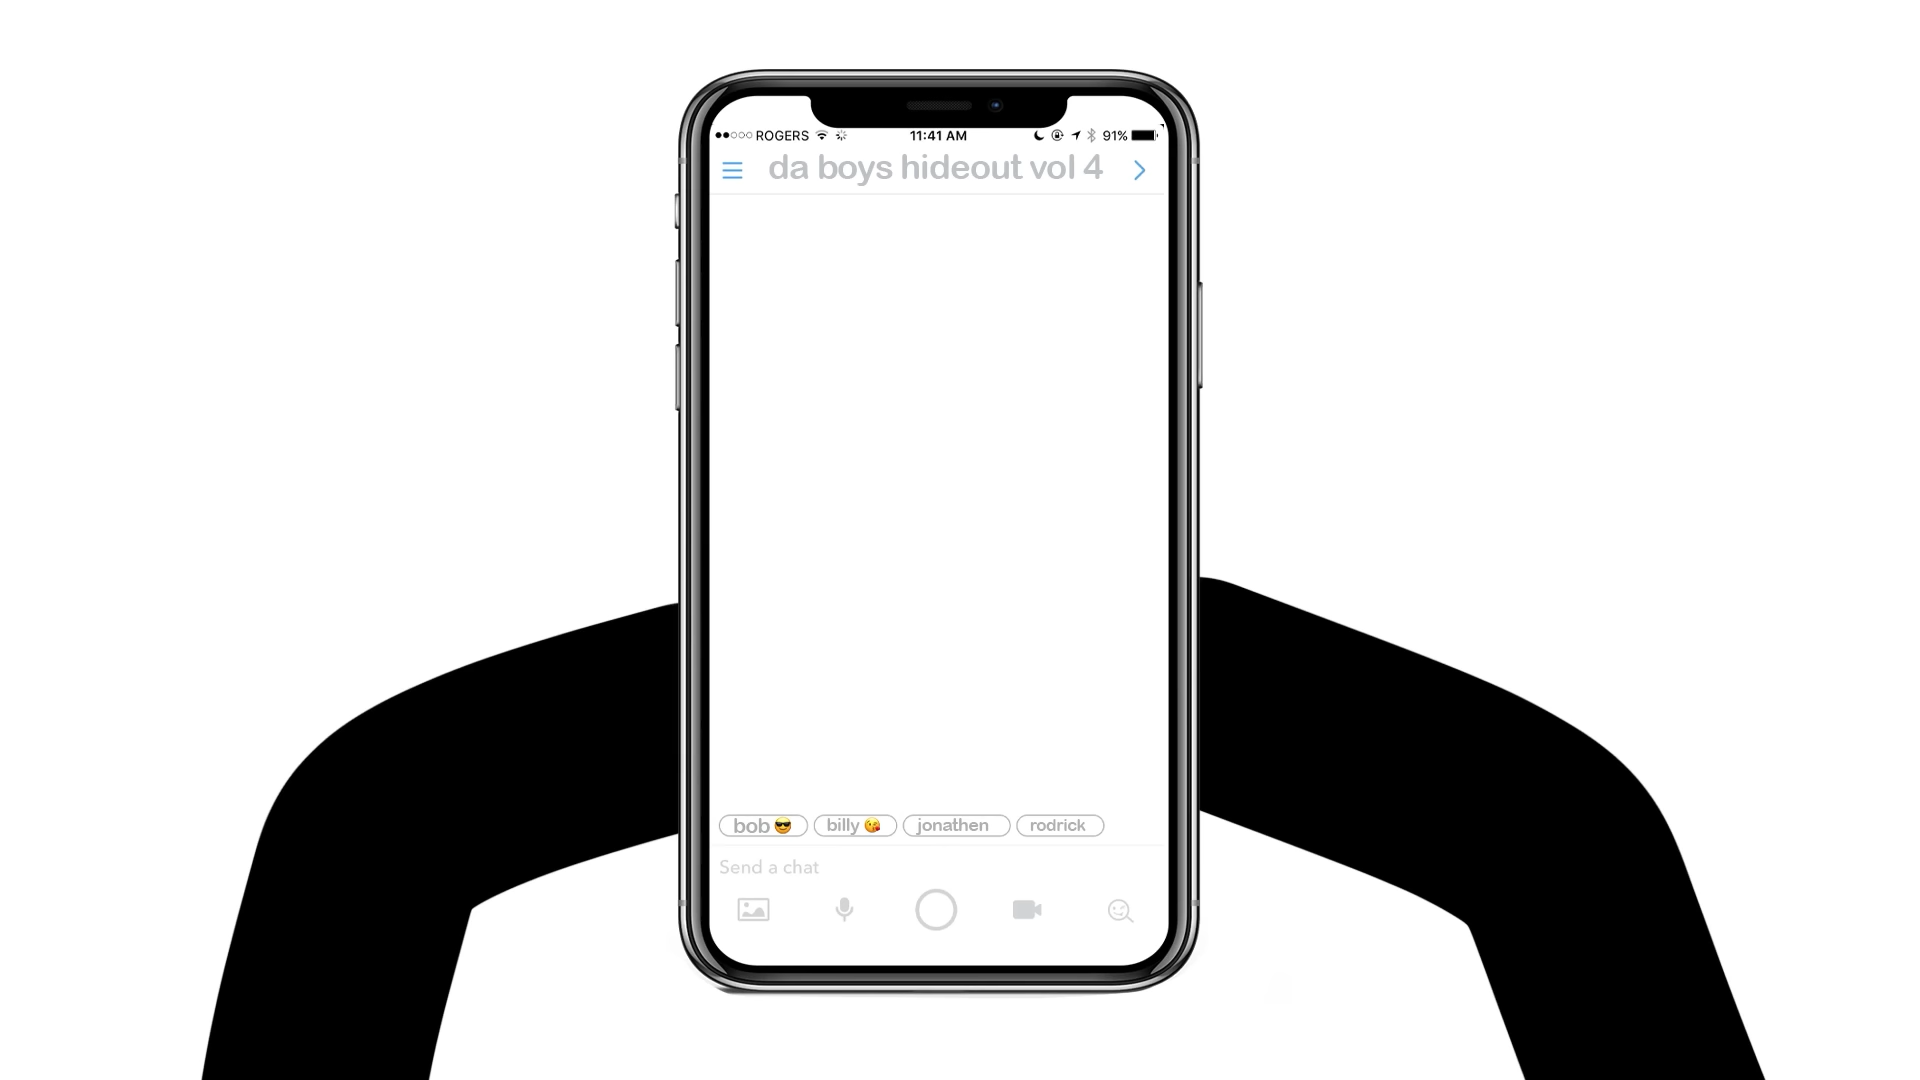 ROGERS 11:41 AM 91%
da boys hideout vol 4
bob😎 billy😘 jonathen rodrick
Send a chat